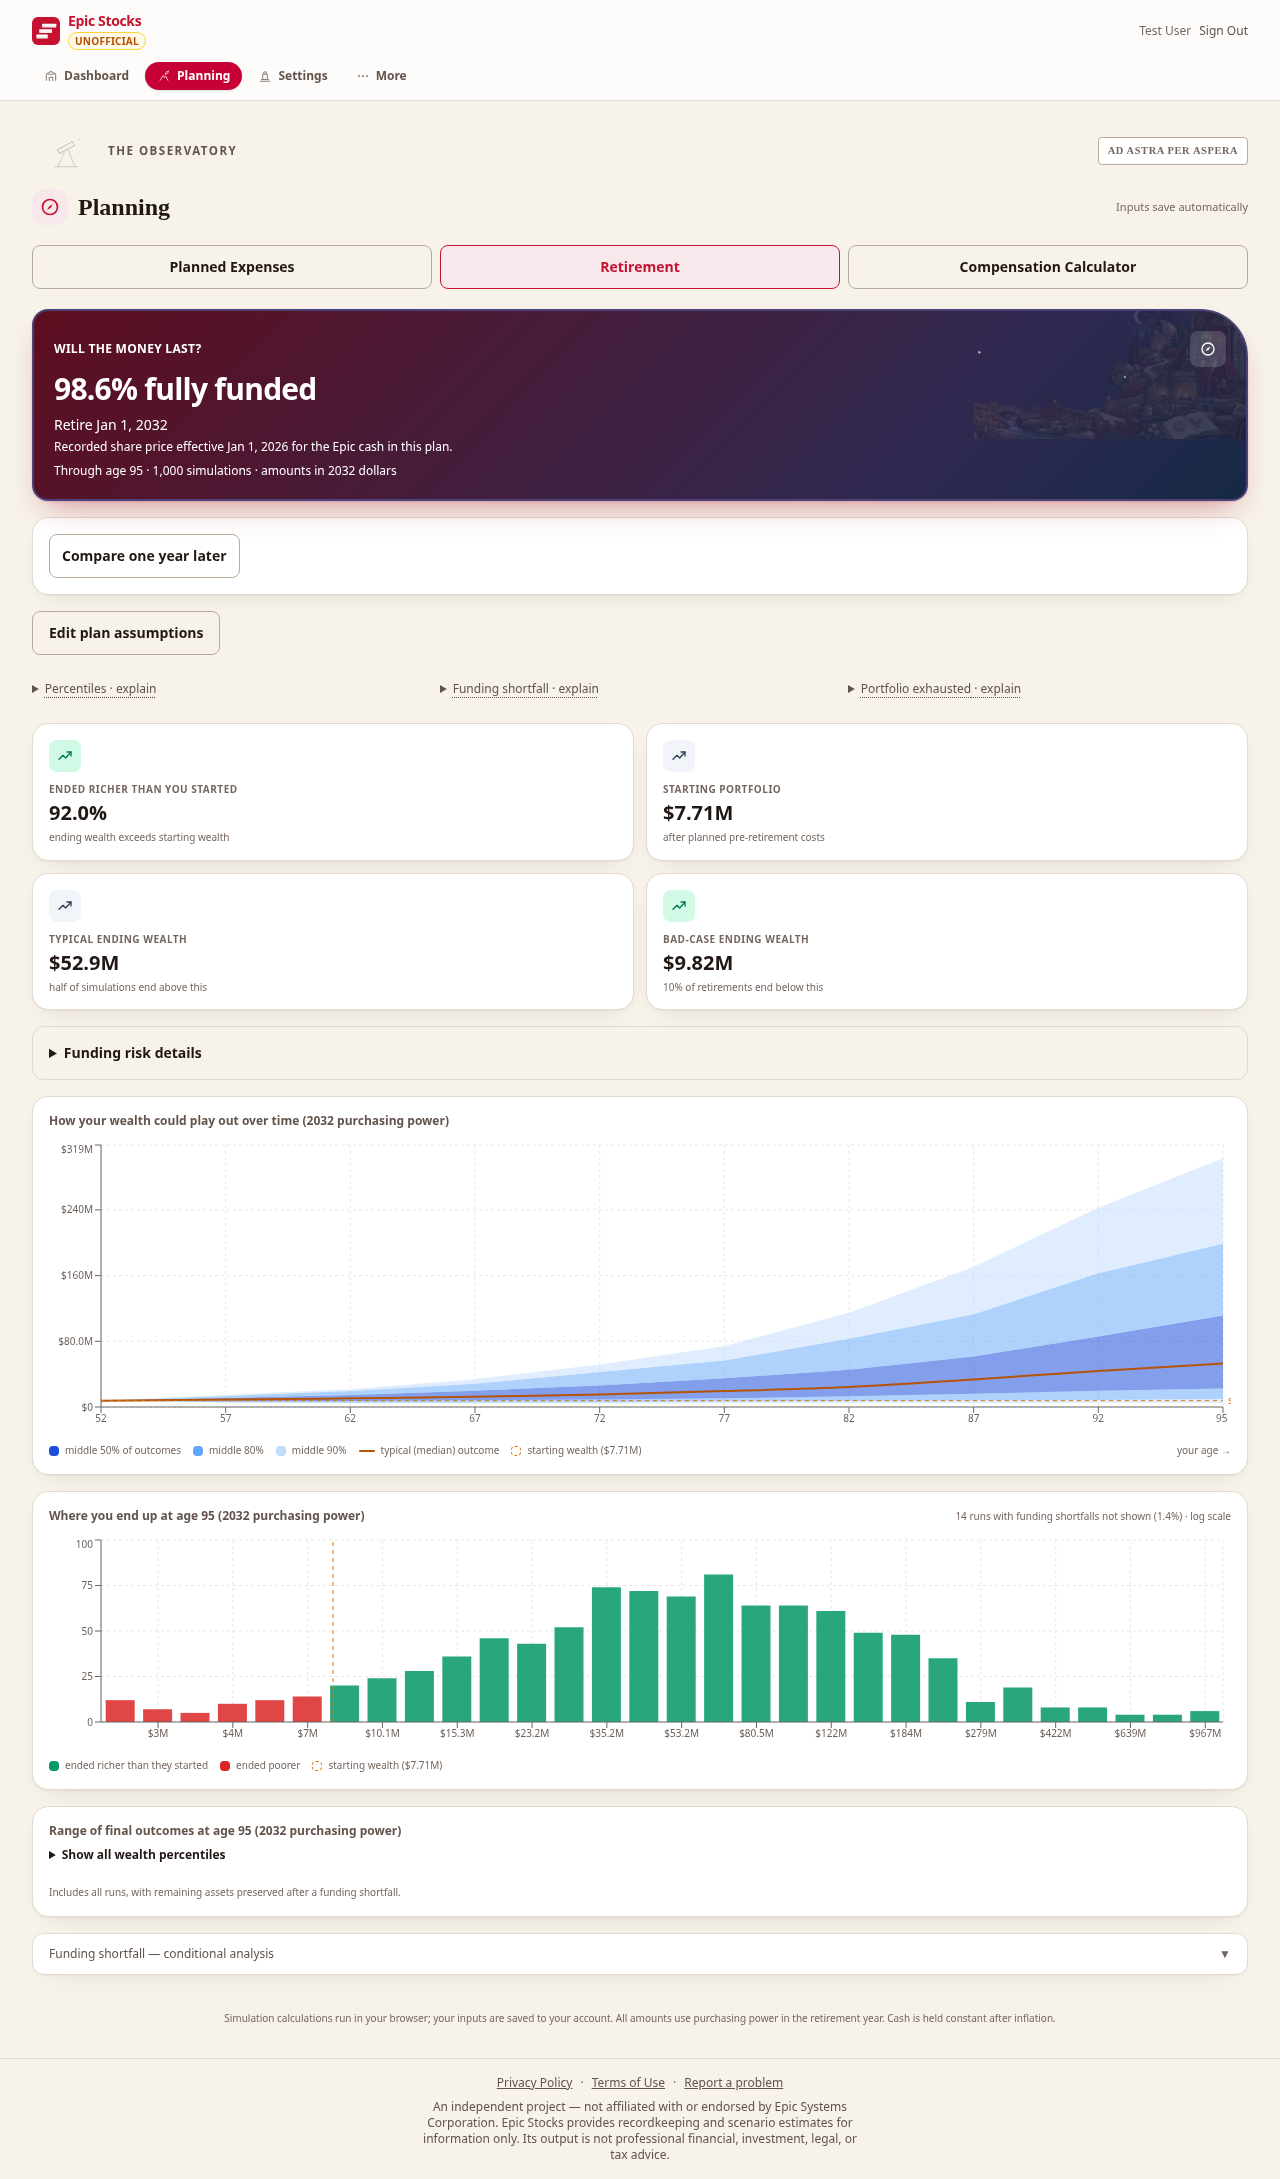 Epic Stocks
UNOFFICIAL
Test User Sign Out
Dashboard Planning Settings More
THE OBSERVATORY
AD ASTRA PER ASPERA
Planning
Inputs save automatically
Planned Expenses
Retirement
Compensation Calculator
WILL THE MONEY LAST?
98.6% fully funded
Retire Jan 1, 2032
Recorded share price effective Jan 1, 2026 for the Epic cash in this plan.
Through age 95 · 1,000 simulations · amounts in 2032 dollars
Compare one year later
Edit plan assumptions
Percentiles · explain
Funding shortfall · explain
Portfolio exhausted · explain
ENDED RICHER THAN YOU STARTED
92.0%
ending wealth exceeds starting wealth
STARTING PORTFOLIO
$7.71M
after planned pre-retirement costs
TYPICAL ENDING WEALTH
$52.9M
half of simulations end above this
BAD-CASE ENDING WEALTH
$9.82M
10% of retirements end below this
Funding risk details
How your wealth could play out over time (2032 purchasing power)
$319M
$240M
$160M
$80.0M
$0
52 57 62 67 72 77 82 87 92 95
middle 50% of outcomes middle 80% middle 90% typical (median) outcome starting wealth ($7.71M)
your age →
Where you end up at age 95 (2032 purchasing power)
14 runs with funding shortfalls not shown (1.4%) · log scale
100
75
50
25
0
$3M $4M $7M $10.1M $15.3M $23.2M $35.2M $53.2M $80.5M $122M $184M $279M $422M $639M $967M
ended richer than they started ended poorer starting wealth ($7.71M)
Range of final outcomes at age 95 (2032 purchasing power)
Show all wealth percentiles
Includes all runs, with remaining assets preserved after a funding shortfall.
Funding shortfall — conditional analysis
Simulation calculations run in your browser; your inputs are saved to your account. All amounts use purchasing power in the retirement year. Cash is held constant after inflation.
Privacy Policy · Terms of Use · Report a problem
An independent project — not affiliated with or endorsed by Epic Systems
Corporation. Epic Stocks provides recordkeeping and scenario estimates for
information only. Its output is not professional financial, investment, legal, or
tax advice.